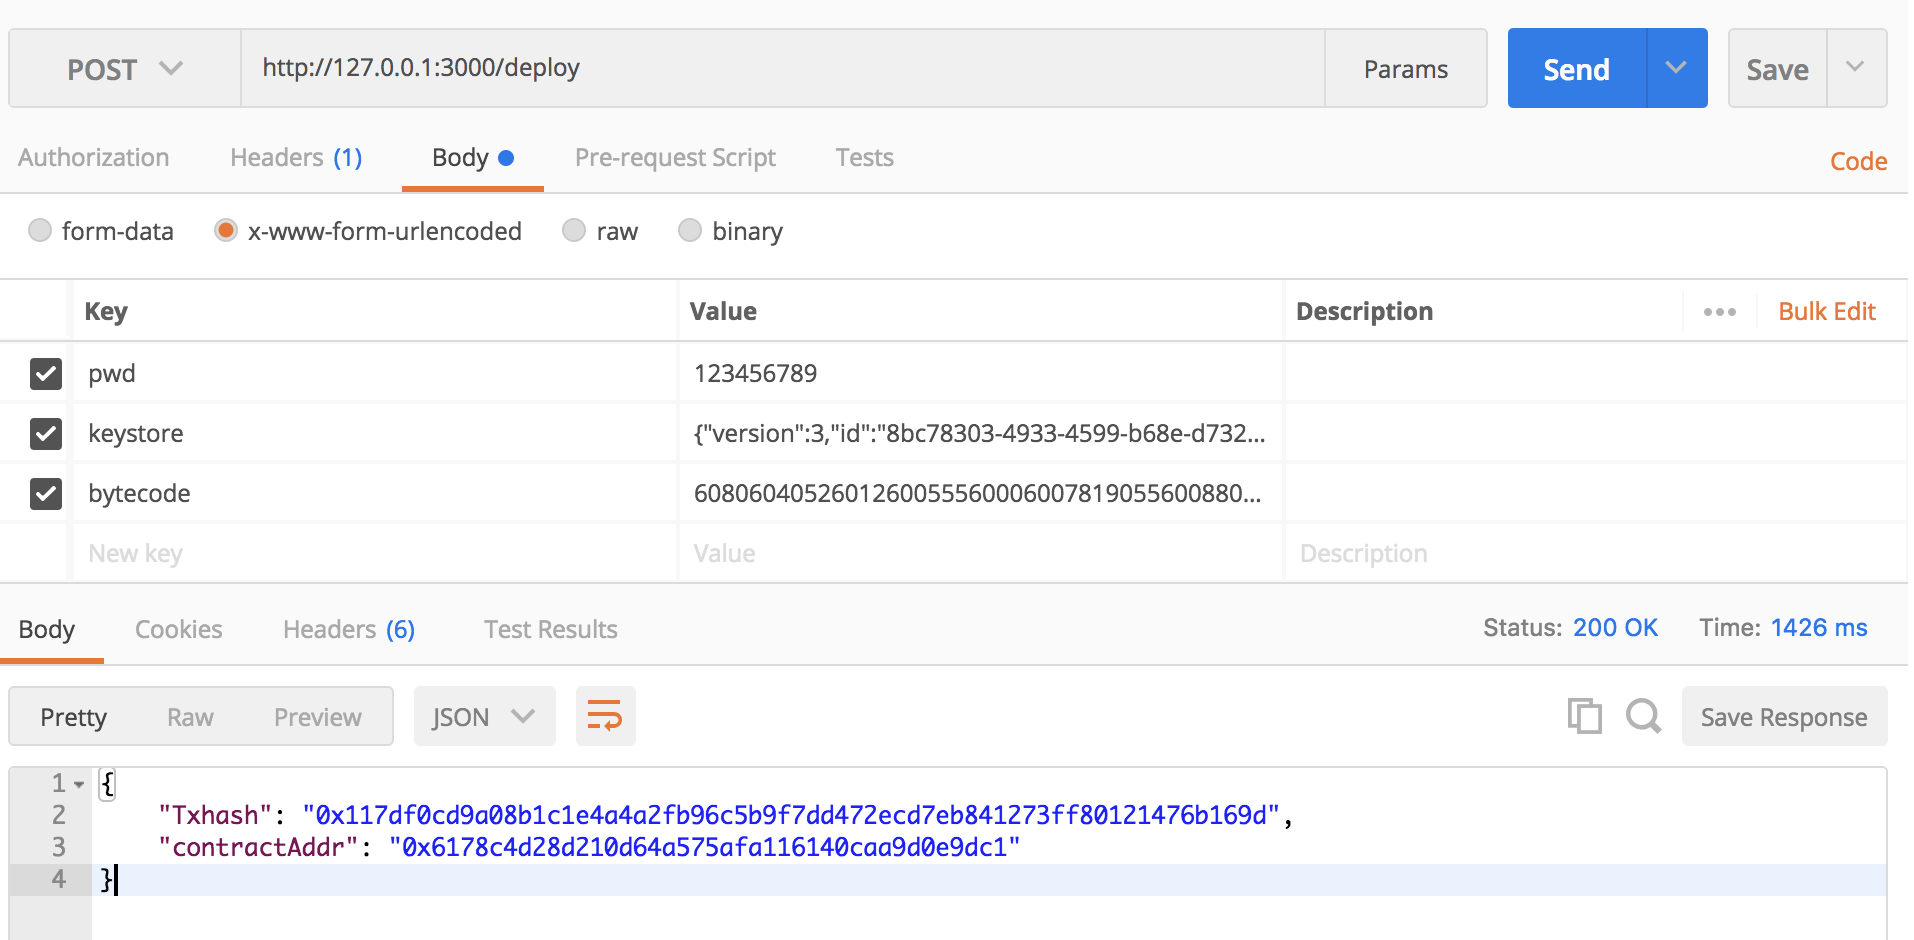 POST http://127.0.0.1:3000/deploy Params Send Save
Authorization Headers (1) Body Pre-request Script Tests Code
form-data x-www-form-urlencoded raw binary
Key Value Description ••• Bulk Edit
pwd 123456789
keystore {"version":3,"id":"8bc78303-4933-4599-b68e-d732...
bytecode 6080604052601260055560006007819055600880...
New key Value Description
Body Cookies Headers (6) Test Results Status: 200 OK Time: 1426 ms
Pretty Raw Preview JSON Save Response
1 {
2 "Txhash": "0x117df0cd9a08b1c1e4a4a2fb96c5b9f7dd472ecd7eb841273ff80121476b169d",
3 "contractAddr": "0x6178c4d28d210d64a575afa116140caa9d0e9dc1"
4 }